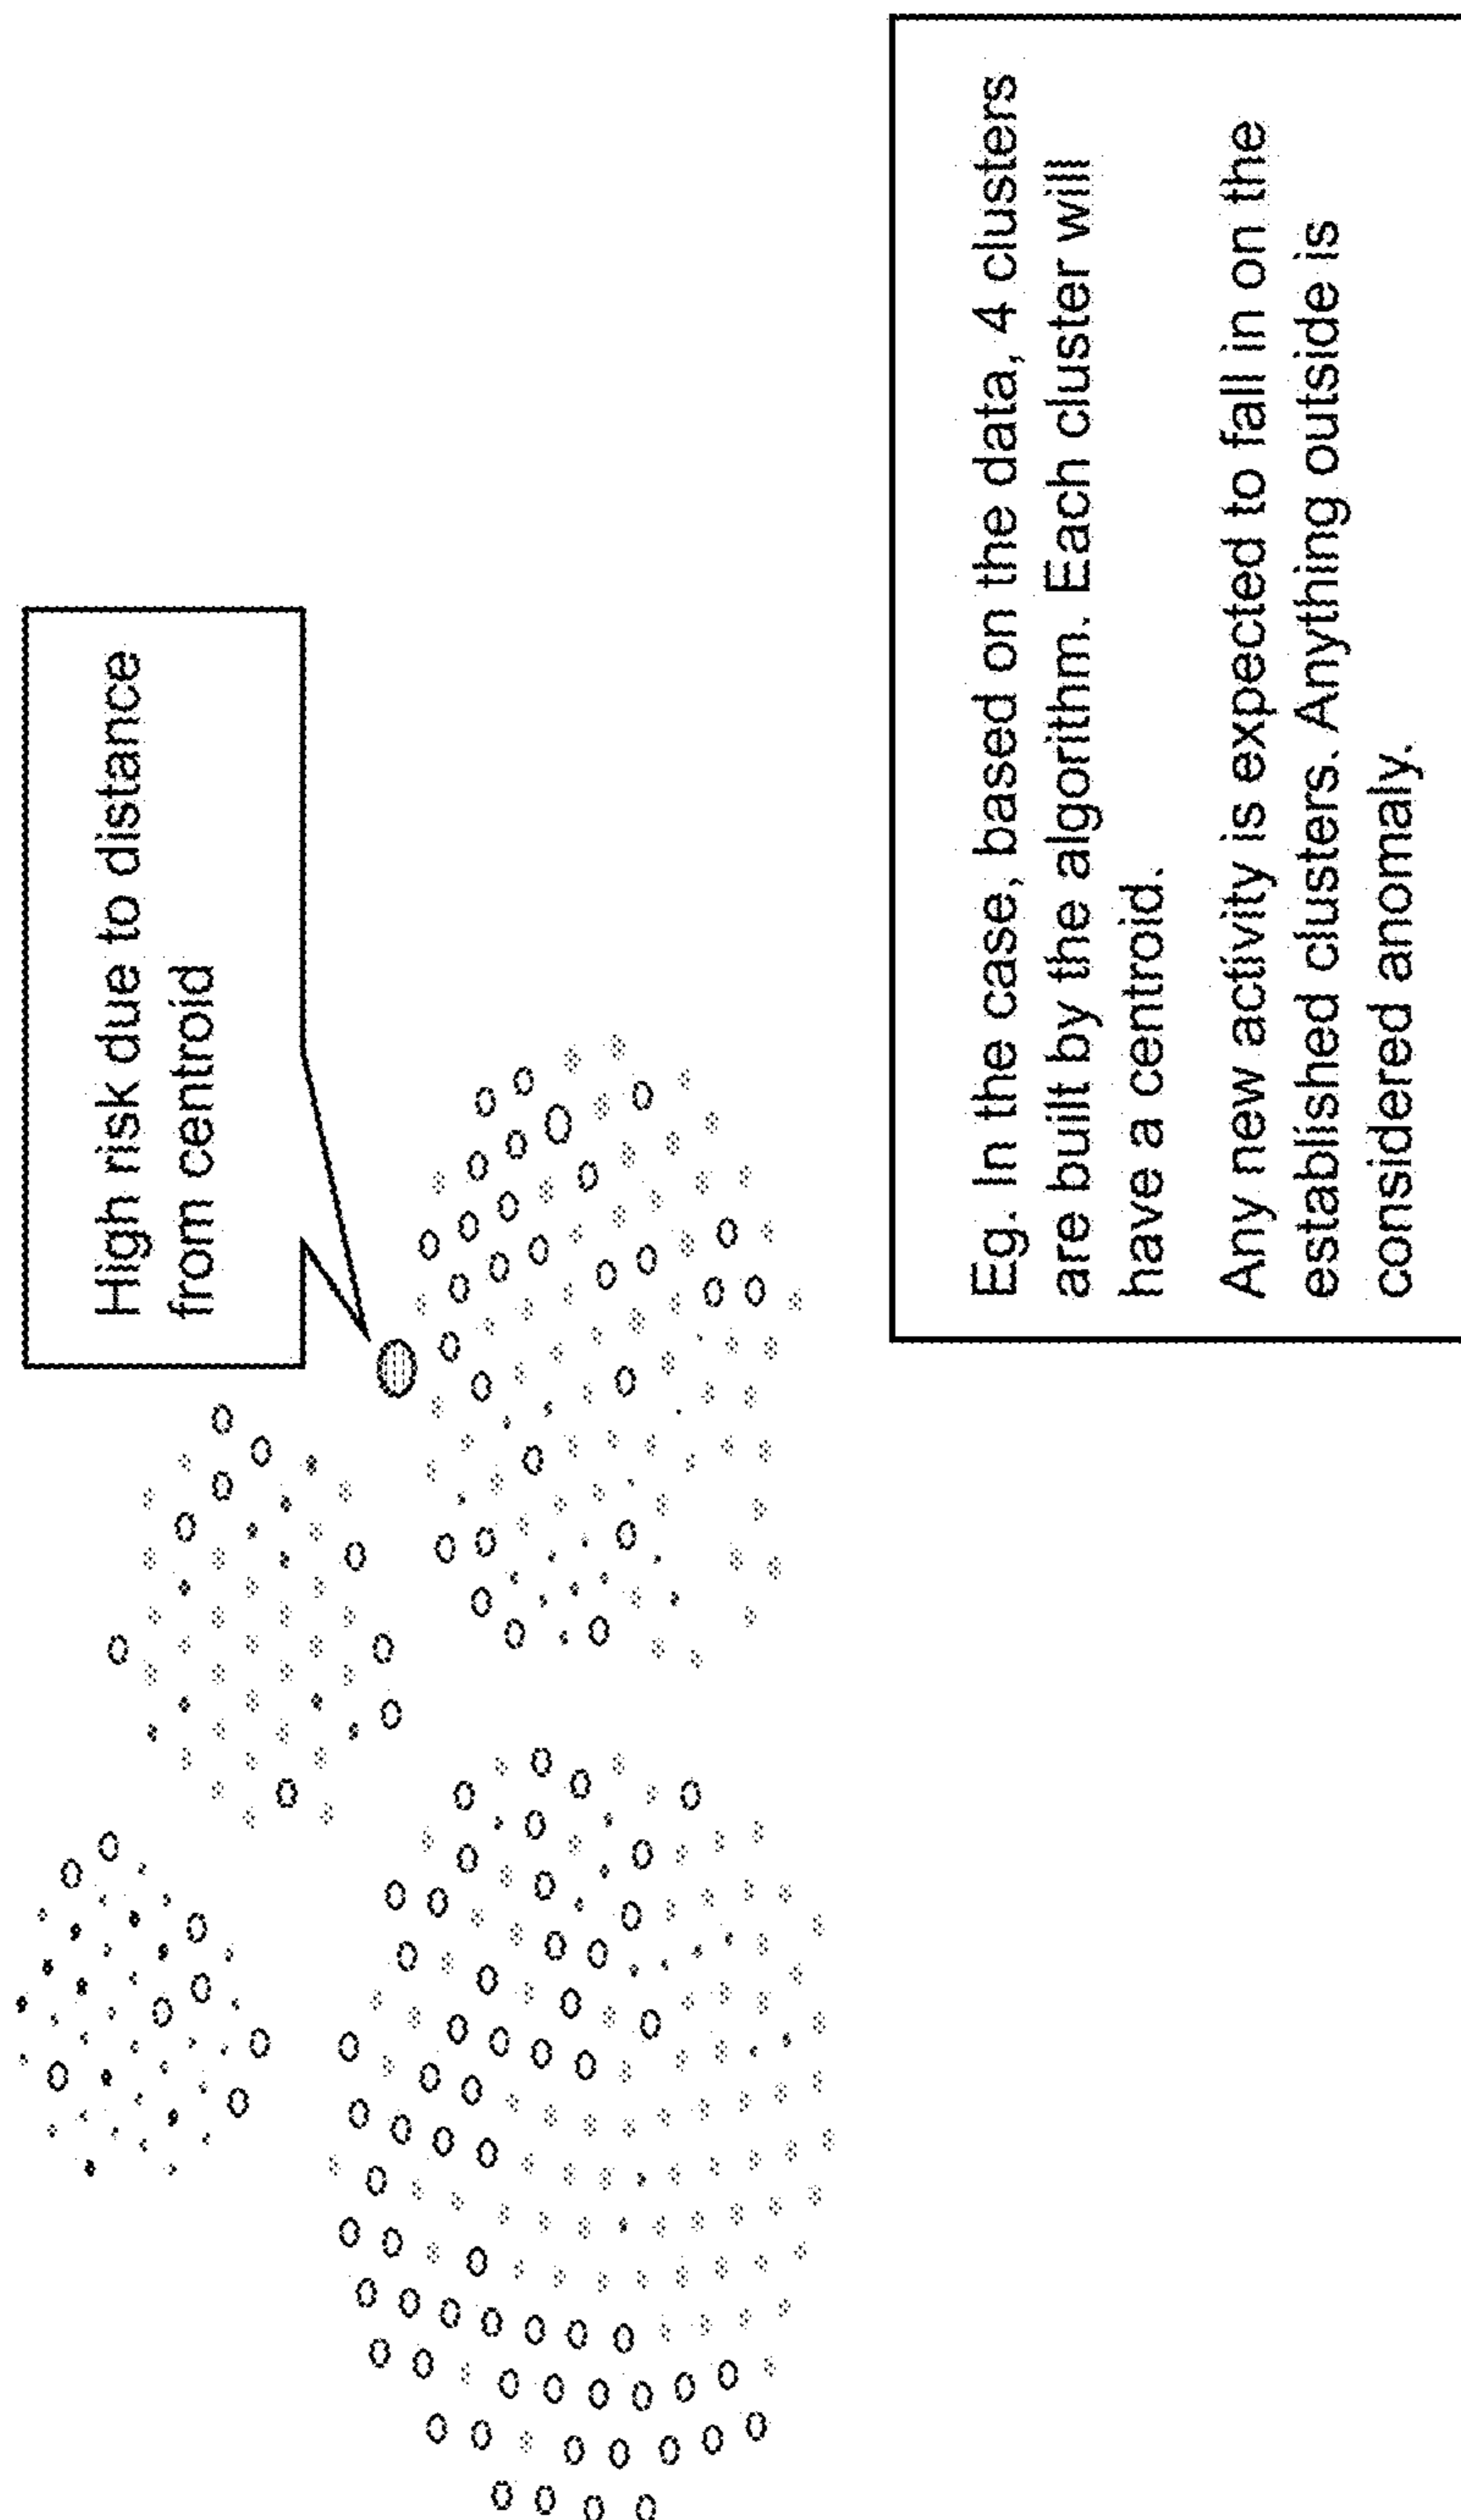 High risk due to distance
from centroid
Eg. In the case, based on the data, 4 clusters
are built by the algorithm. Each cluster will
have a centroid.
Any new activity is expected to fall in on the
established clusters. Anything outside is
considered anomaly.